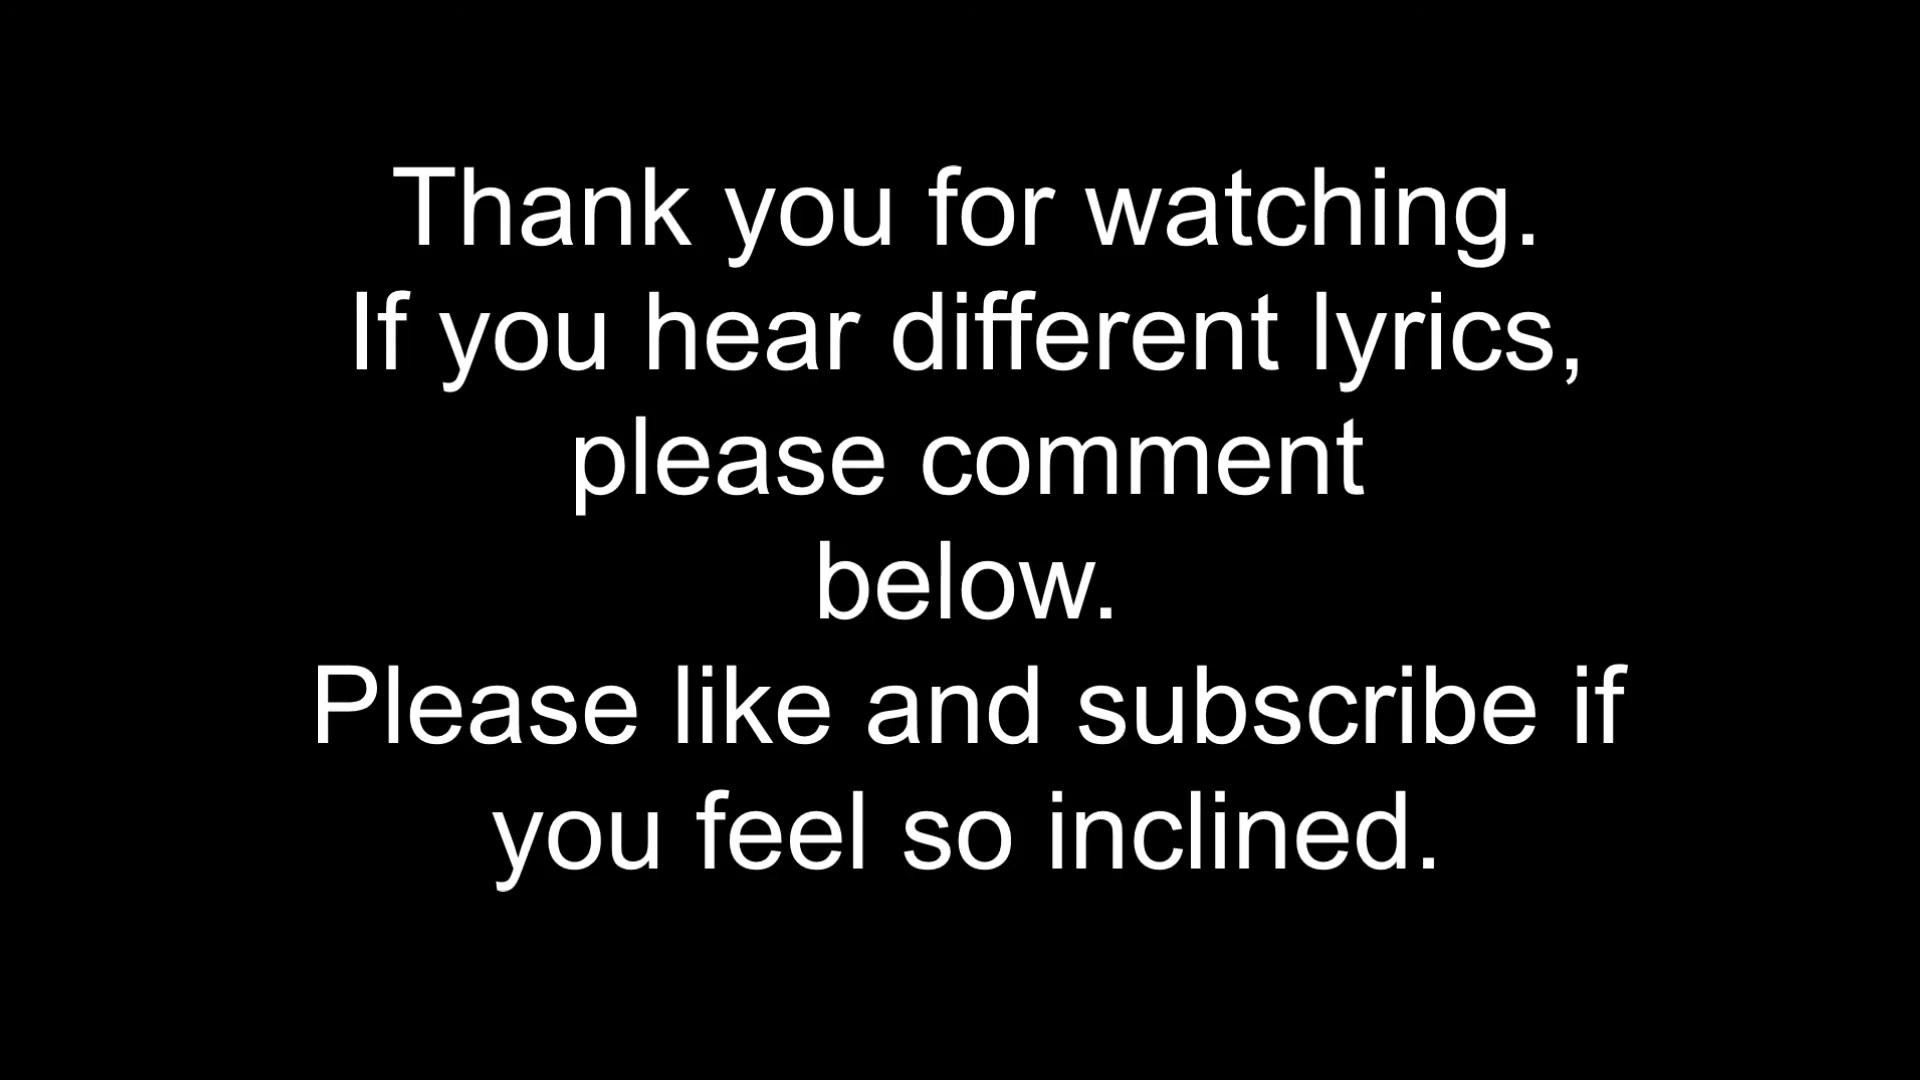 Thank you for watching.
If you hear different lyrics,
please comment
below.
Please like and subscribe if
you feel so inclined.